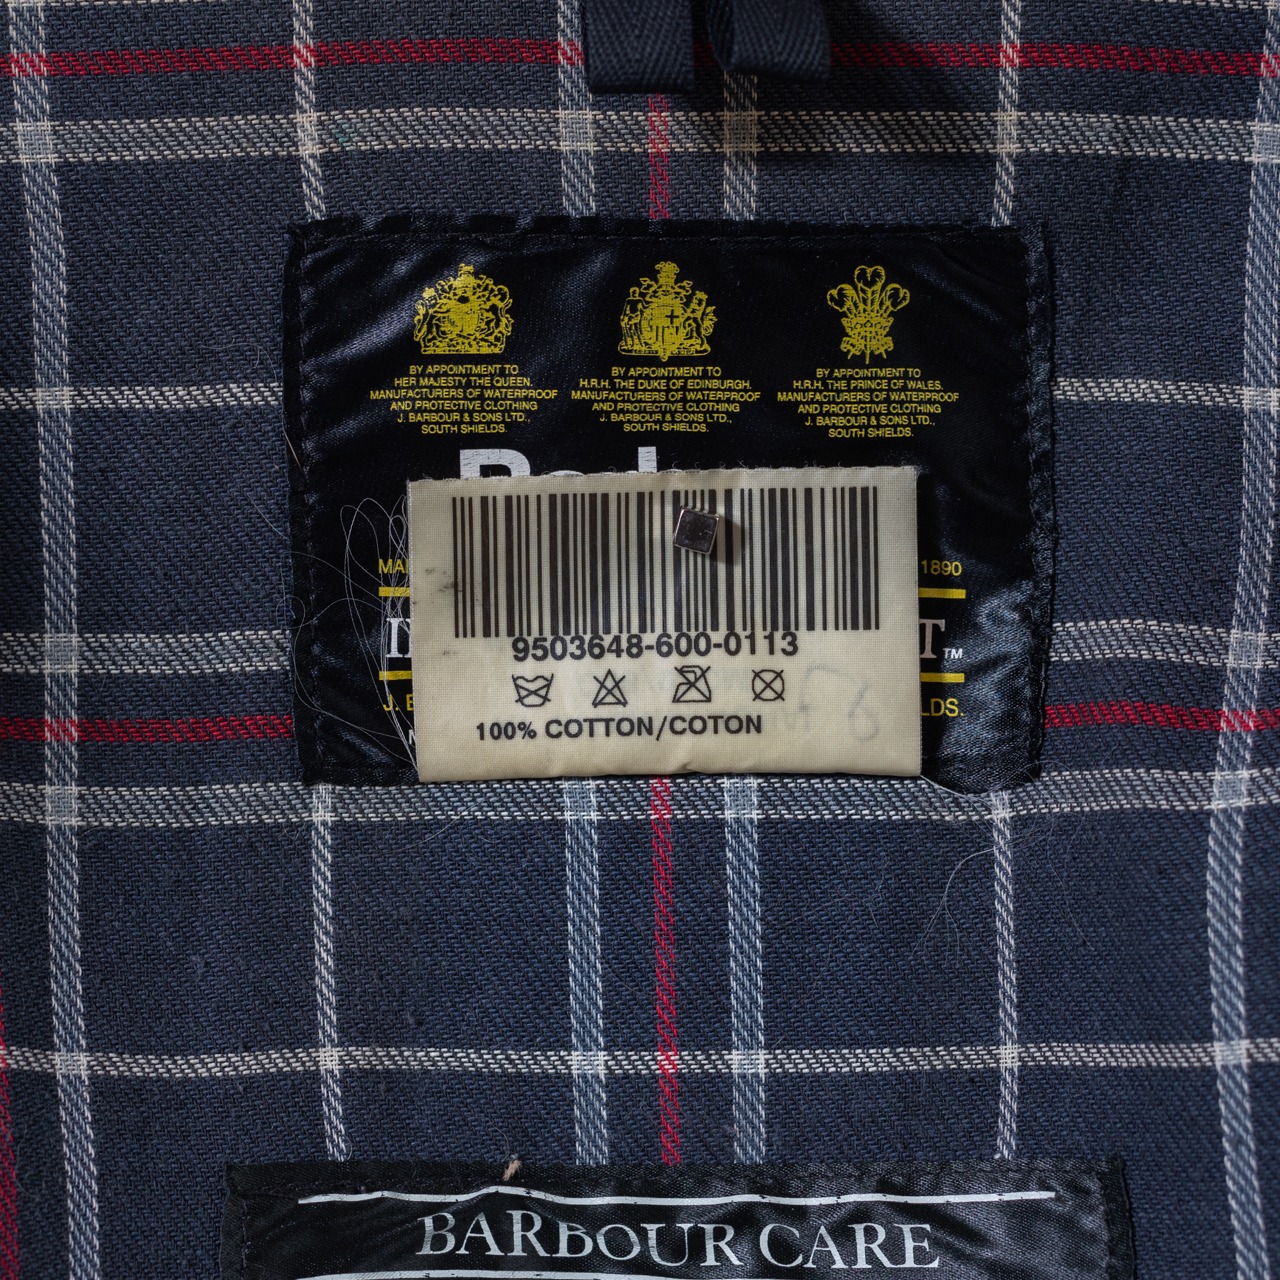 BY APPOINTMENT TO
HER MAJESTY THE QUEEN.
MANUFACTURERS OF WATERPROOF
AND PROTECTIVE CLOTHING
J. BARBOUR & SONS LTD.,
SOUTH SHIELDS.
BY APPOINTMENT TO
H.R.H. THE DUKE OF EDINBURGH.
MANUFACTURERS OF WATERPROOF
AND PROTECTIVE CLOTHING
J. BARBOUR & SONS LTD.,
SOUTH SHIELDS.
BY APPOINTMENT TO
H.R.H. THE PRINCE OF WALES.
MANUFACTURERS OF WATERPROOF
AND PROTECTIVE CLOTHING
J. BARBOUR & SONS LTD.,
SOUTH SHIELDS.
1890
TM
J.
9503648-600-0113
100% COTTON/COTON
BARBOUR CARE